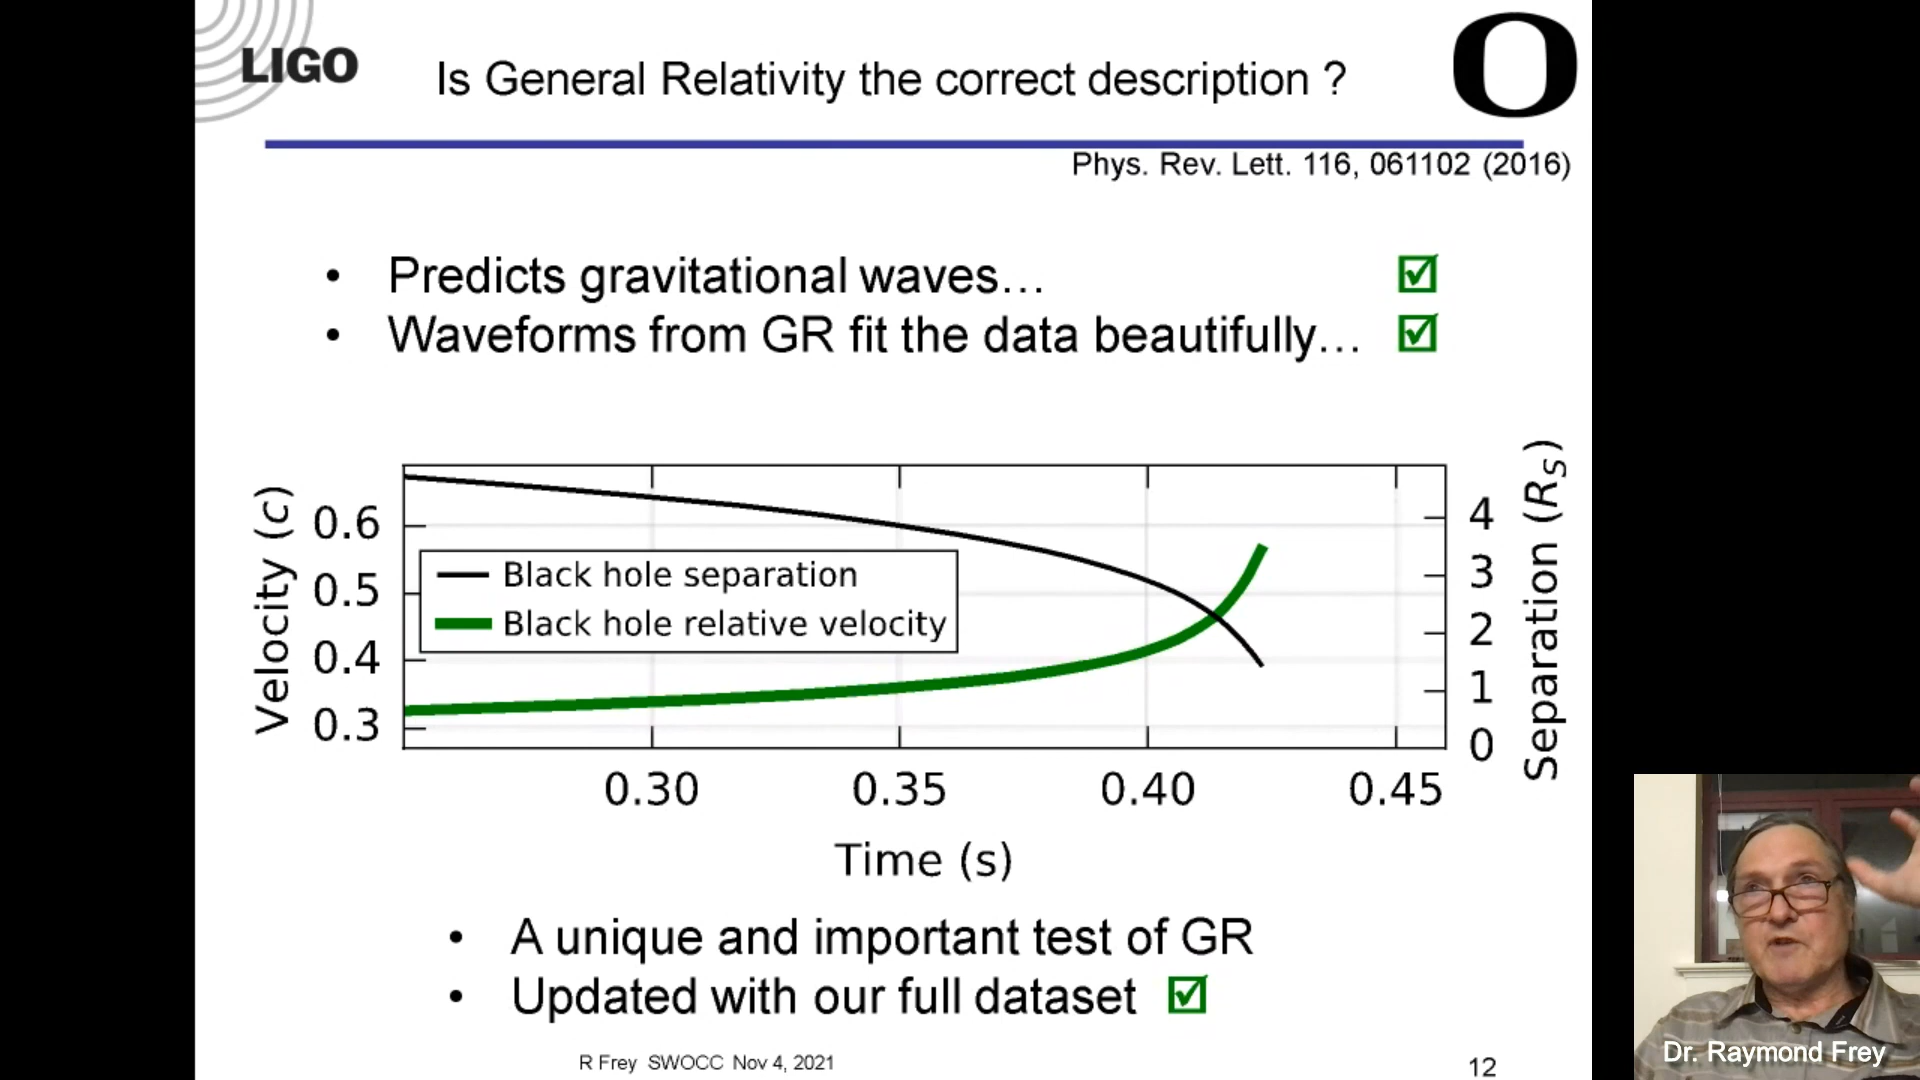 LIGO
Is General Relativity the correct description ?
O
Phys. Rev. Lett. 116, 061102 (2016)
• Predicts gravitational waves… ☑
• Waveforms from GR fit the data beautifully… ☑
Velocity (c)
0.6
0.5
0.4
0.3
Black hole separation
Black hole relative velocity
4
3
2
1
0
Separation (R_S)
0.30 0.35 0.40 0.45
Time (s)
• A unique and important test of GR
• Updated with our full dataset ☑
R Frey SWOCC Nov 4, 2021
12
Dr. Raymond Frey